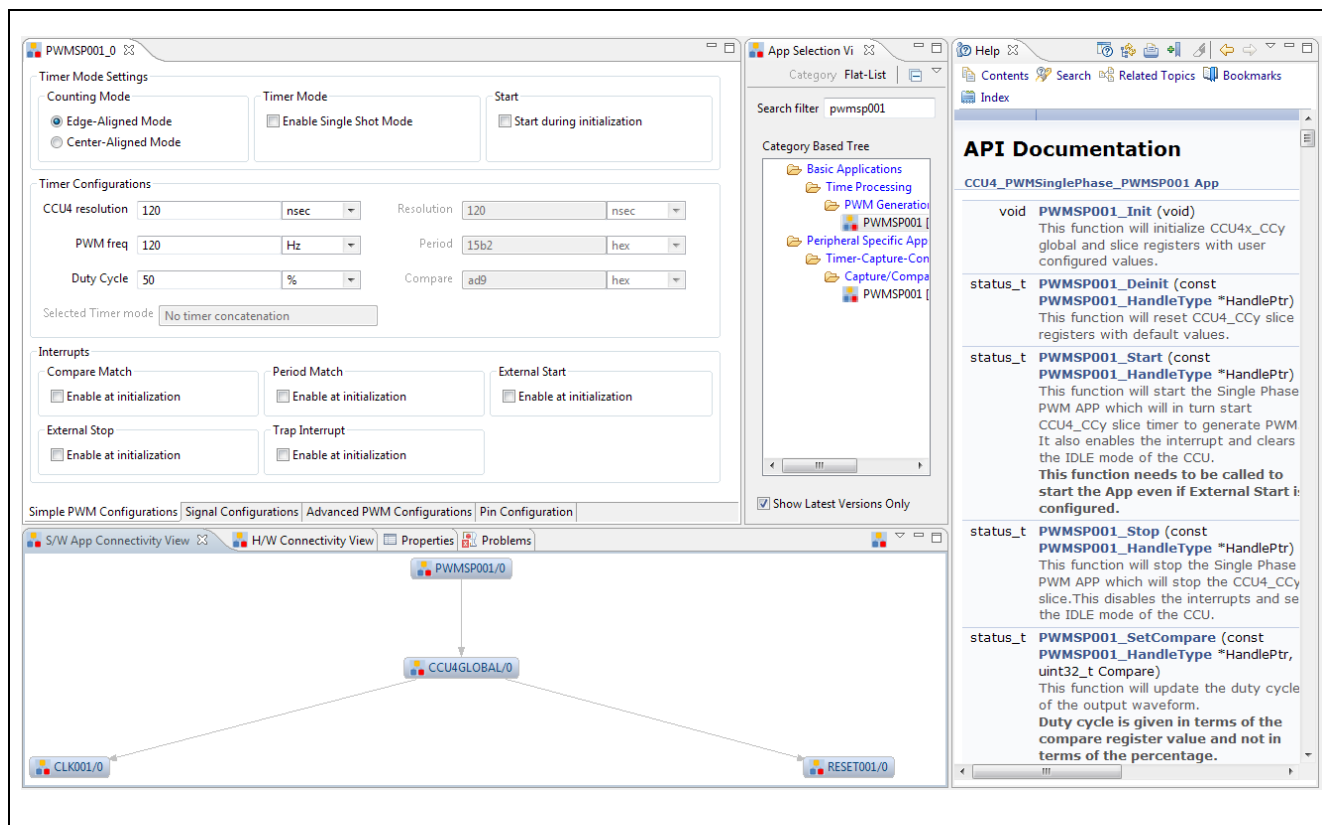 PWMSP001_0
Timer Mode Settings
Counting Mode
Edge-Aligned Mode
Center-Aligned Mode
Timer Mode
Enable Single Shot Mode
Start
Start during initialization
Timer Configurations
CCU4 resolution 120 nsec Resolution 120 nsec
PWM freq 120 Hz Period 15b2 hex
Duty Cycle 50 % Compare ad9 hex
Selected Timer mode No timer concatenation
Interrupts
Compare Match
Enable at initialization
Period Match
Enable at initialization
External Start
Enable at initialization
External Stop
Enable at initialization
Trap Interrupt
Enable at initialization
Simple PWM Configurations Signal Configurations Advanced PWM Configurations Pin Configuration
App Selection Vi
Category Flat-List
Search filter pwmsp001
Category Based Tree
Basic Applications
Time Processing
PWM Generation
PWMSP001 [
Peripheral Specific App
Timer-Capture-Con
Capture/Compa
PWMSP001 [
Show Latest Versions Only
Help
Contents Search Related Topics Bookmarks
Index
API Documentation
CCU4_PWMSinglePhase_PWMSP001 App
void PWMSP001_Init (void)
This function will initialize CCU4x_CCy
global and slice registers with user
configured values.
status_t PWMSP001_Deinit (const
PWMSP001_HandleType *HandlePtr)
This function will reset CCU4_CCy slice
registers with default values.
status_t PWMSP001_Start (const
PWMSP001_HandleType *HandlePtr)
This function will start the Single Phase
PWM APP which will in turn start
CCU4_CCy slice timer to generate PWM
It also enables the interrupt and clears
the IDLE mode of the CCU.
This function needs to be called to
start the App even if External Start is
configured.
status_t PWMSP001_Stop (const
PWMSP001_HandleType *HandlePtr)
This function will stop the Single Phase
PWM APP which will stop the CCU4_CCy
slice.This disables the interrupts and se
the IDLE mode of the CCU.
status_t PWMSP001_SetCompare (const
PWMSP001_HandleType *HandlePtr,
uint32_t Compare)
This function will update the duty cycle
of the output waveform.
Duty cycle is given in terms of the
compare register value and not in
terms of the percentage.
S/W App Connectivity View H/W Connectivity View Properties Problems
PWMSP001/0
CCU4GLOBAL/0
CLK001/0
RESET001/0